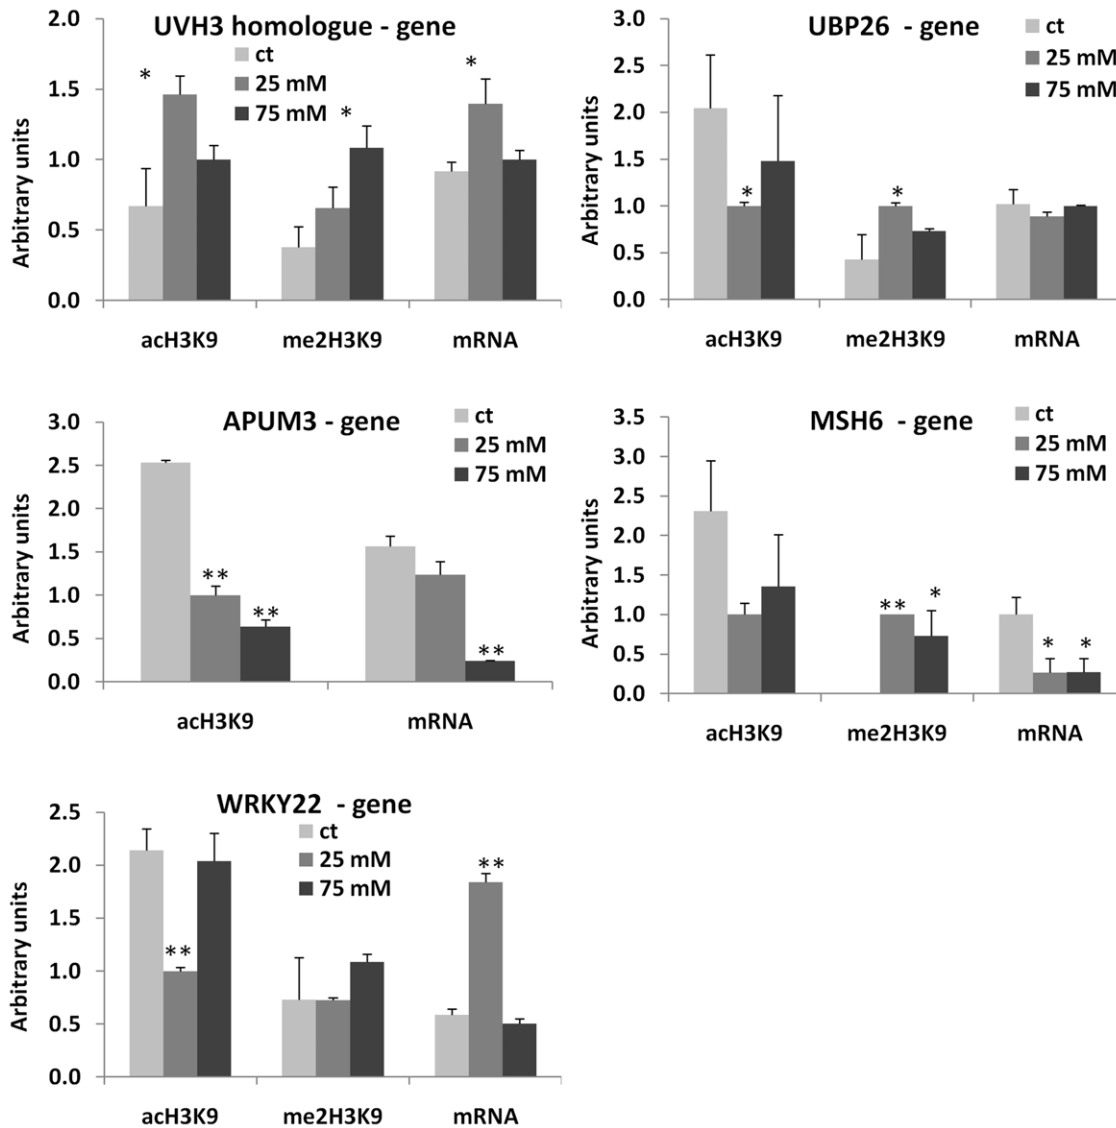 UVH3 homologue - gene
ct
25 mM
75 mM
Arbitrary units
2.0
1.5
1.0
0.5
0.0
*
*
*
acH3K9 me2H3K9 mRNA
UBP26 - gene
ct
25 mM
75 mM
Arbitrary units
3.0
2.5
2.0
1.5
1.0
0.5
0.0
*
*
acH3K9 me2H3K9 mRNA
APUM3 - gene
ct
25 mM
75 mM
Arbitrary units
3.0
2.5
2.0
1.5
1.0
0.5
0.0
**
**
**
acH3K9 mRNA
MSH6 - gene
ct
25 mM
75 mM
Arbitrary units
3.5
3.0
2.5
2.0
1.5
1.0
0.5
0.0
**
*
*
*
acH3K9 me2H3K9 mRNA
WRKY22 - gene
ct
25 mM
75 mM
Arbitrary units
2.5
2.0
1.5
1.0
0.5
0.0
**
**
acH3K9 me2H3K9 mRNA